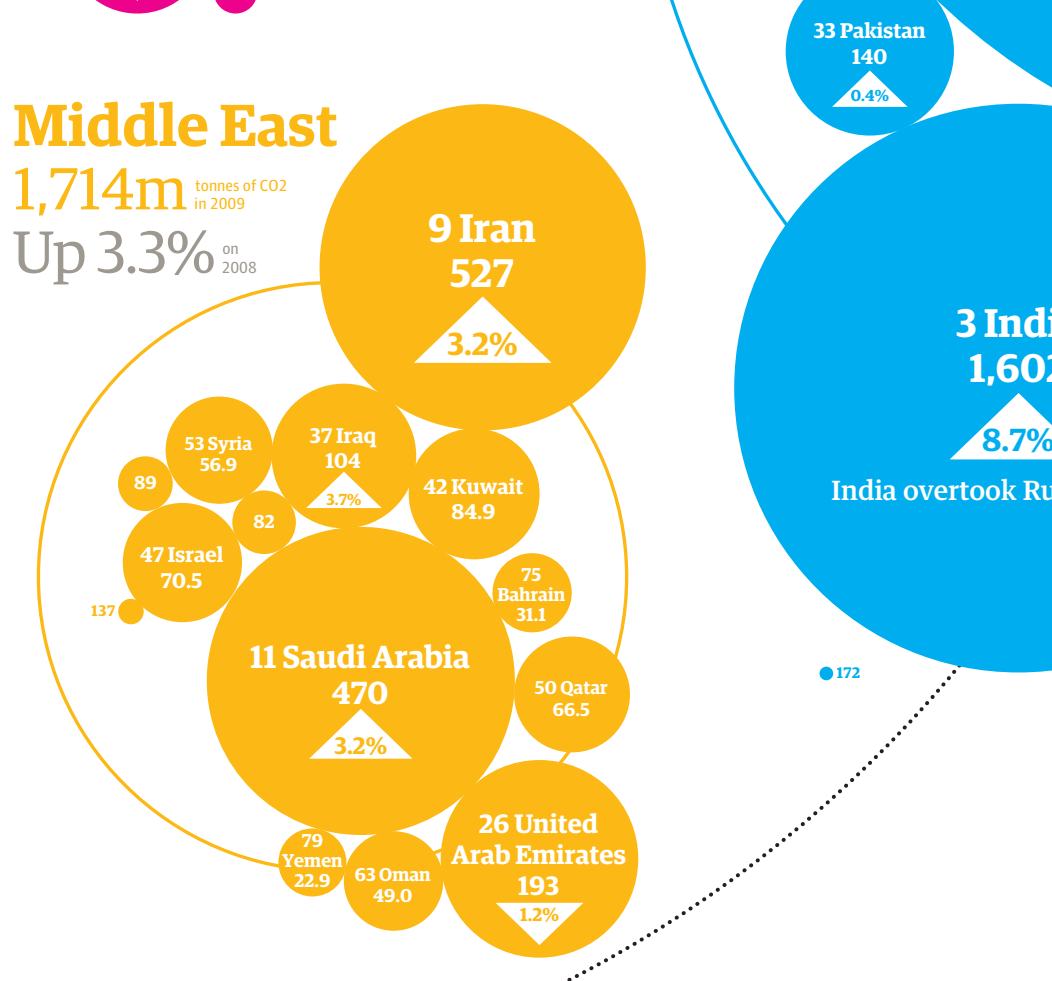 33 Pakistan
140
0.4%
Middle East
1,714m tonnes of CO2
in 2009
Up 3.3% on
2008
9 Iran
527
3.2%
3 Indi
1,602
8.7%
India overtook Ru
53 Syria
56.9
37 Iraq
104
3.7%
89
82
42 Kuwait
84.9
47 Israel
70.5
137
75
Bahrain
31.1
11 Saudi Arabia
470
3.2%
50 Qatar
66.5
172
26 United
Arab Emirates
193
1.2%
79
Yemen
22.9
63 Oman
49.0